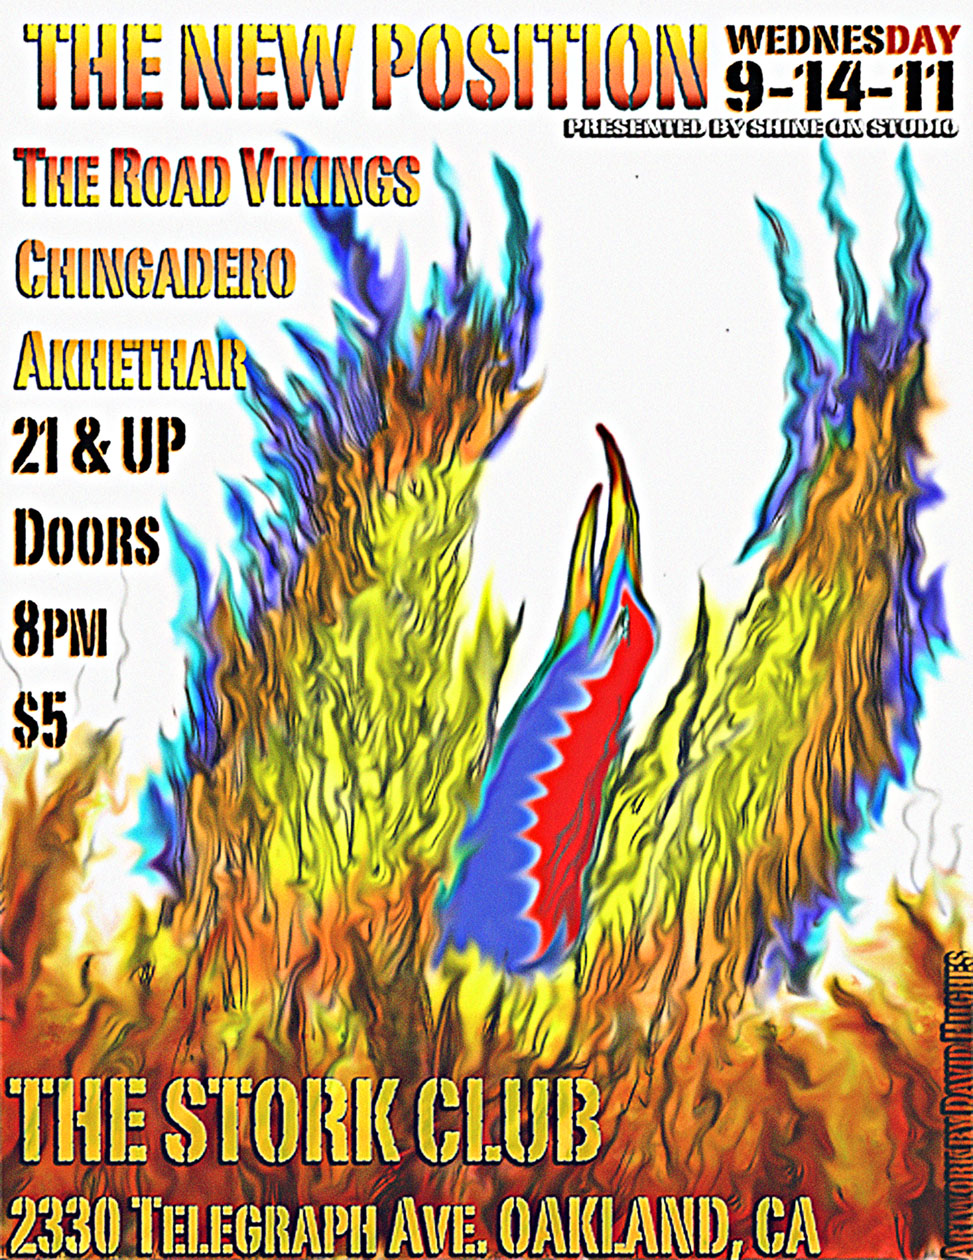 THE NEW POSITION
WEDNESDAY
9-14-11
PRESENTED BY SHINE ON STUDIO
THE ROAD VIKINGS
CHINGADERO
AKHETHAR
21 & UP
DOORS
8PM
$5
THE STORK CLUB
2330 TELEGRAPH AVE. OAKLAND, CA
ARTWORK BY DAVID HUGHES